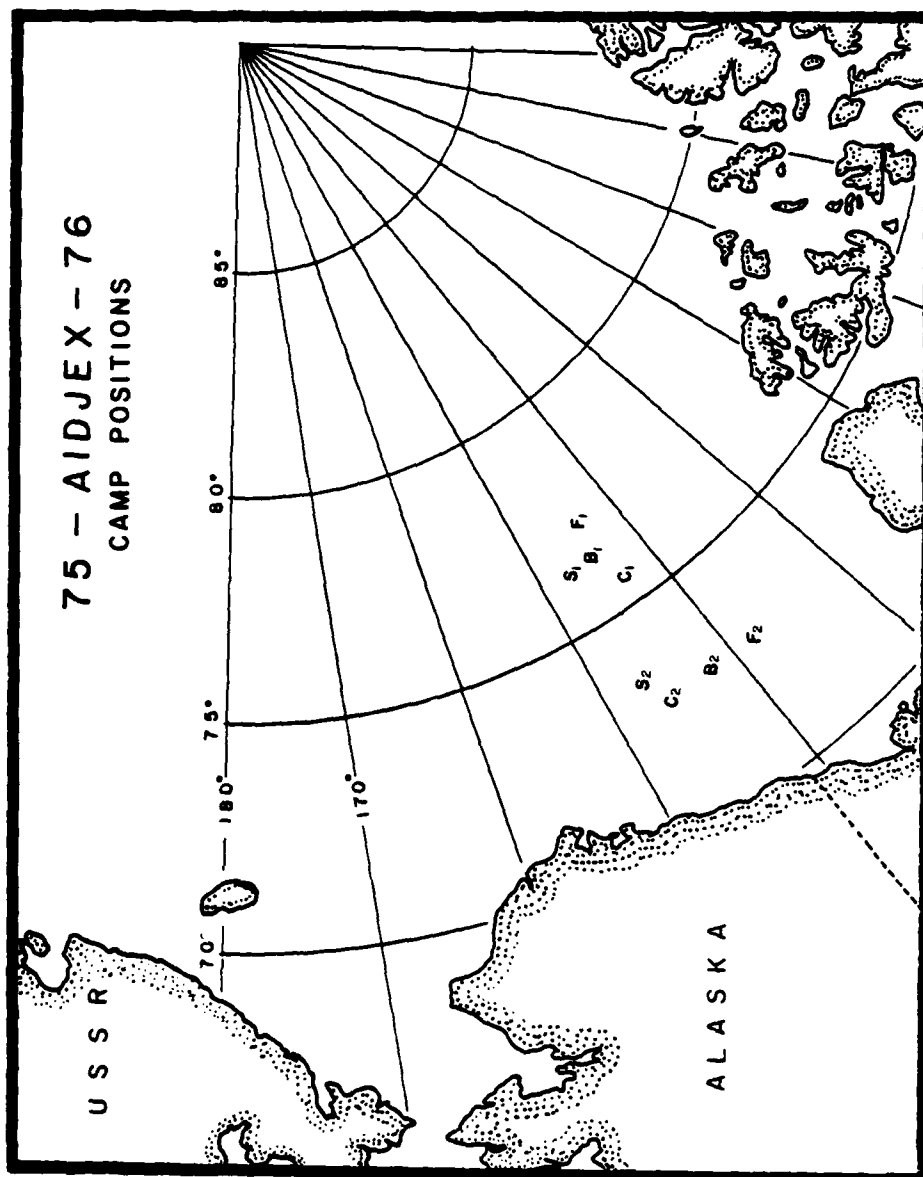 75 – AIDJEX – 76
CAMP POSITIONS
85°
80°
75°
70°
180°
170°
S₁
B₁
F₁
C₁
S₂
C₂
B₂
F₂
USSR
ALASKA